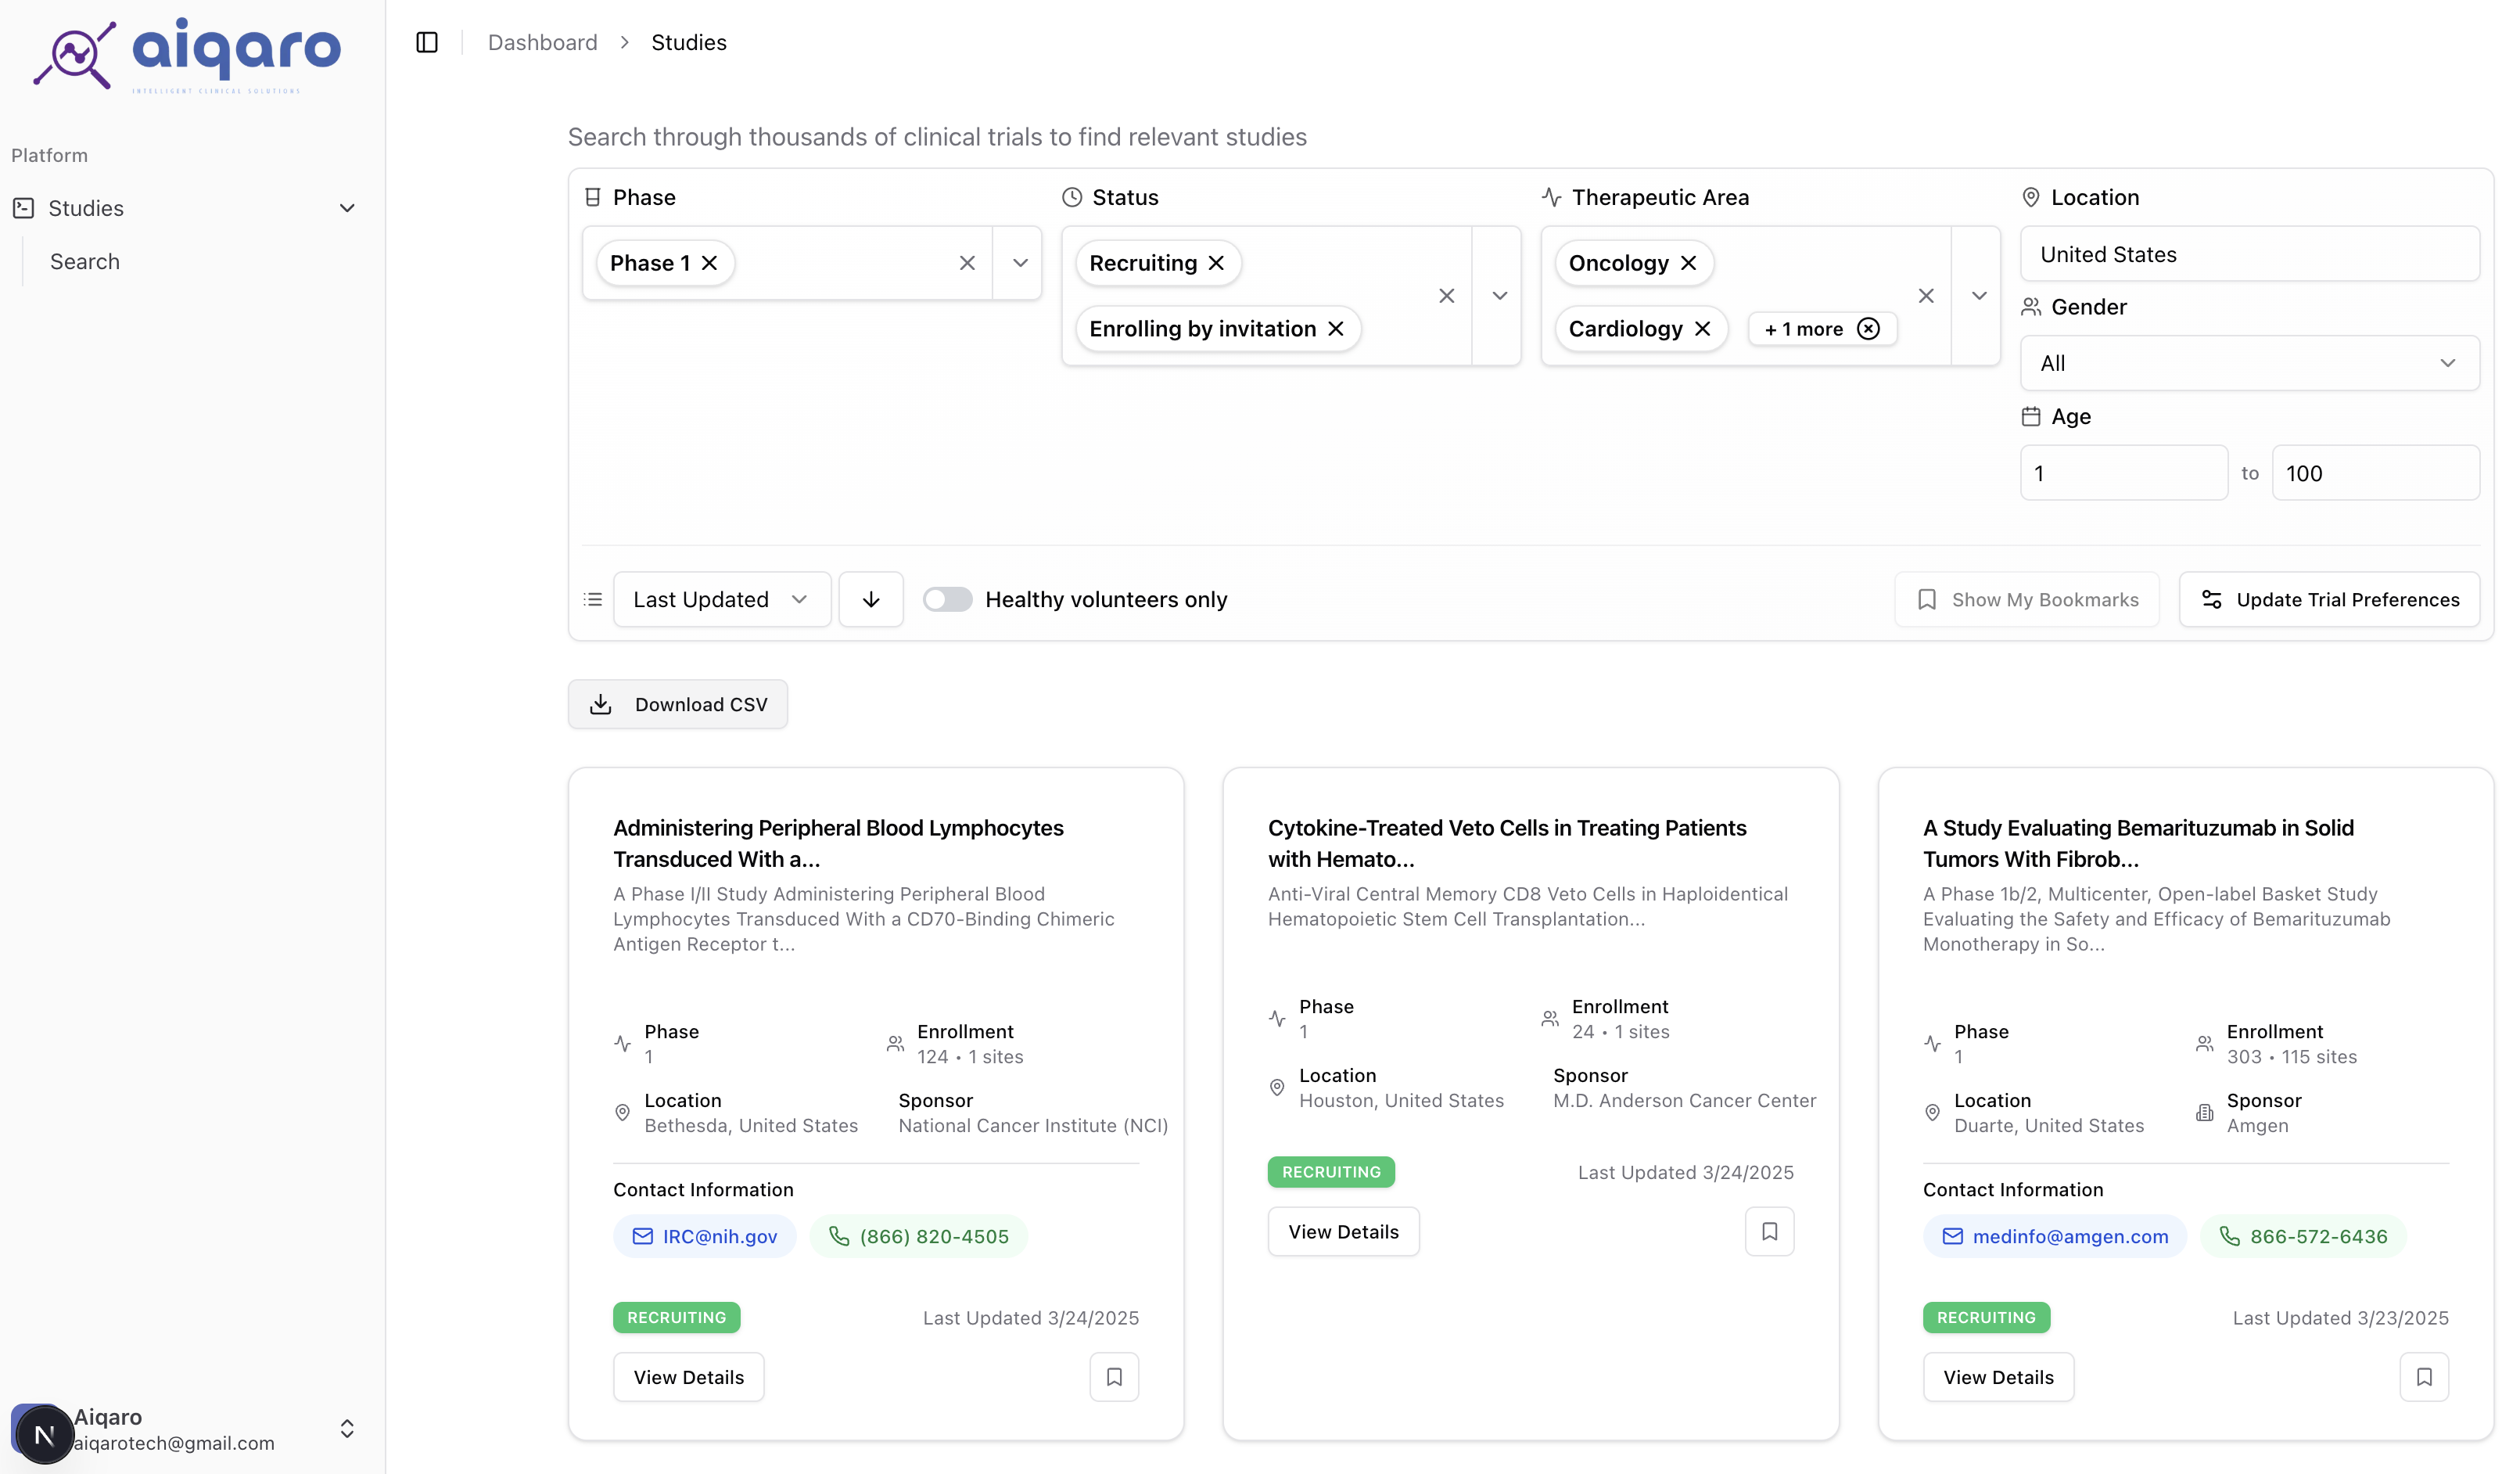 aiqaro
INTELLIGENT CLINICAL SOLUTIONS
Platform
Studies
Search
Dashboard
Studies
Search through thousands of clinical trials to find relevant studies
Phase
Phase 1
Status
Recruiting
Enrolling by invitation
Therapeutic Area
Oncology
Cardiology
+ 1 more
Location
United States
Gender
All
Age
1 to 100
Last Updated
Healthy volunteers only
Show My Bookmarks
Update Trial Preferences
Download CSV
Administering Peripheral Blood Lymphocytes
Transduced With a...
A Phase I/II Study Administering Peripheral Blood
Lymphocytes Transduced With a CD70-Binding Chimeric
Antigen Receptor t...
Phase
1
Enrollment
124 • 1 sites
Location
Bethesda, United States
Sponsor
National Cancer Institute (NCI)
Contact Information
IRC@nih.gov
(866) 820-4505
RECRUITING
Last Updated 3/24/2025
View Details
Cytokine-Treated Veto Cells in Treating Patients
with Hemato...
Anti-Viral Central Memory CD8 Veto Cells in Haploidentical
Hematopoietic Stem Cell Transplantation...
Phase
1
Enrollment
24 • 1 sites
Location
Houston, United States
Sponsor
M.D. Anderson Cancer Center
RECRUITING
Last Updated 3/24/2025
View Details
A Study Evaluating Bemarituzumab in Solid
Tumors With Fibrob...
A Phase 1b/2, Multicenter, Open-label Basket Study
Evaluating the Safety and Efficacy of Bemarituzumab
Monotherapy in So...
Phase
1
Enrollment
303 • 115 sites
Location
Duarte, United States
Sponsor
Amgen
Contact Information
medinfo@amgen.com
866-572-6436
RECRUITING
Last Updated 3/23/2025
View Details
N
Aiqaro
aiqarotech@gmail.com